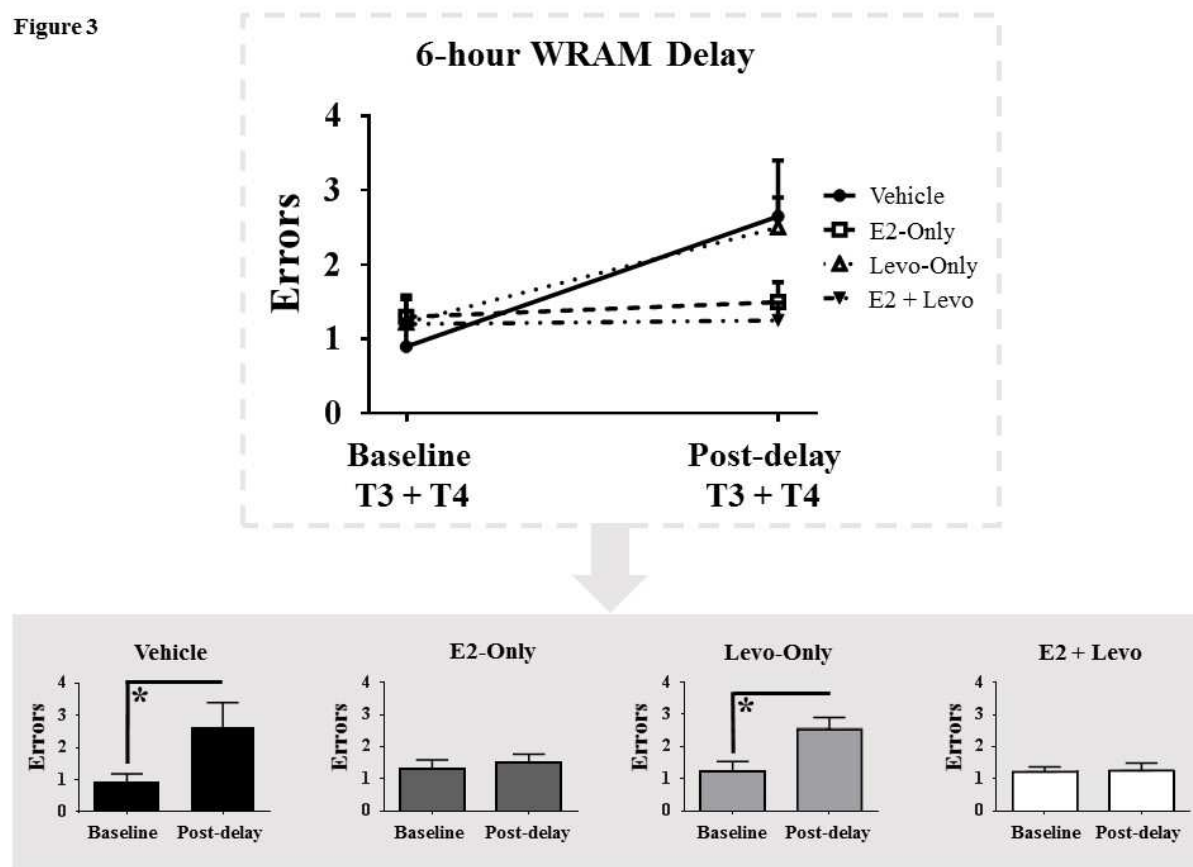 Figure 3
6-hour WRAM Delay
4
3
2
1
0
Errors
Baseline
T3 + T4
Post-delay
T3 + T4
Vehicle
E2-Only
Levo-Only
E2 + Levo
Vehicle
Errors
4
3
2
1
0
*
Baseline Post-delay
E2-Only
Errors
4
3
2
1
0
Baseline Post-delay
Levo-Only
Errors
4
3
2
1
0
*
Baseline Post-delay
E2 + Levo
Errors
4
3
2
1
0
Baseline Post-delay